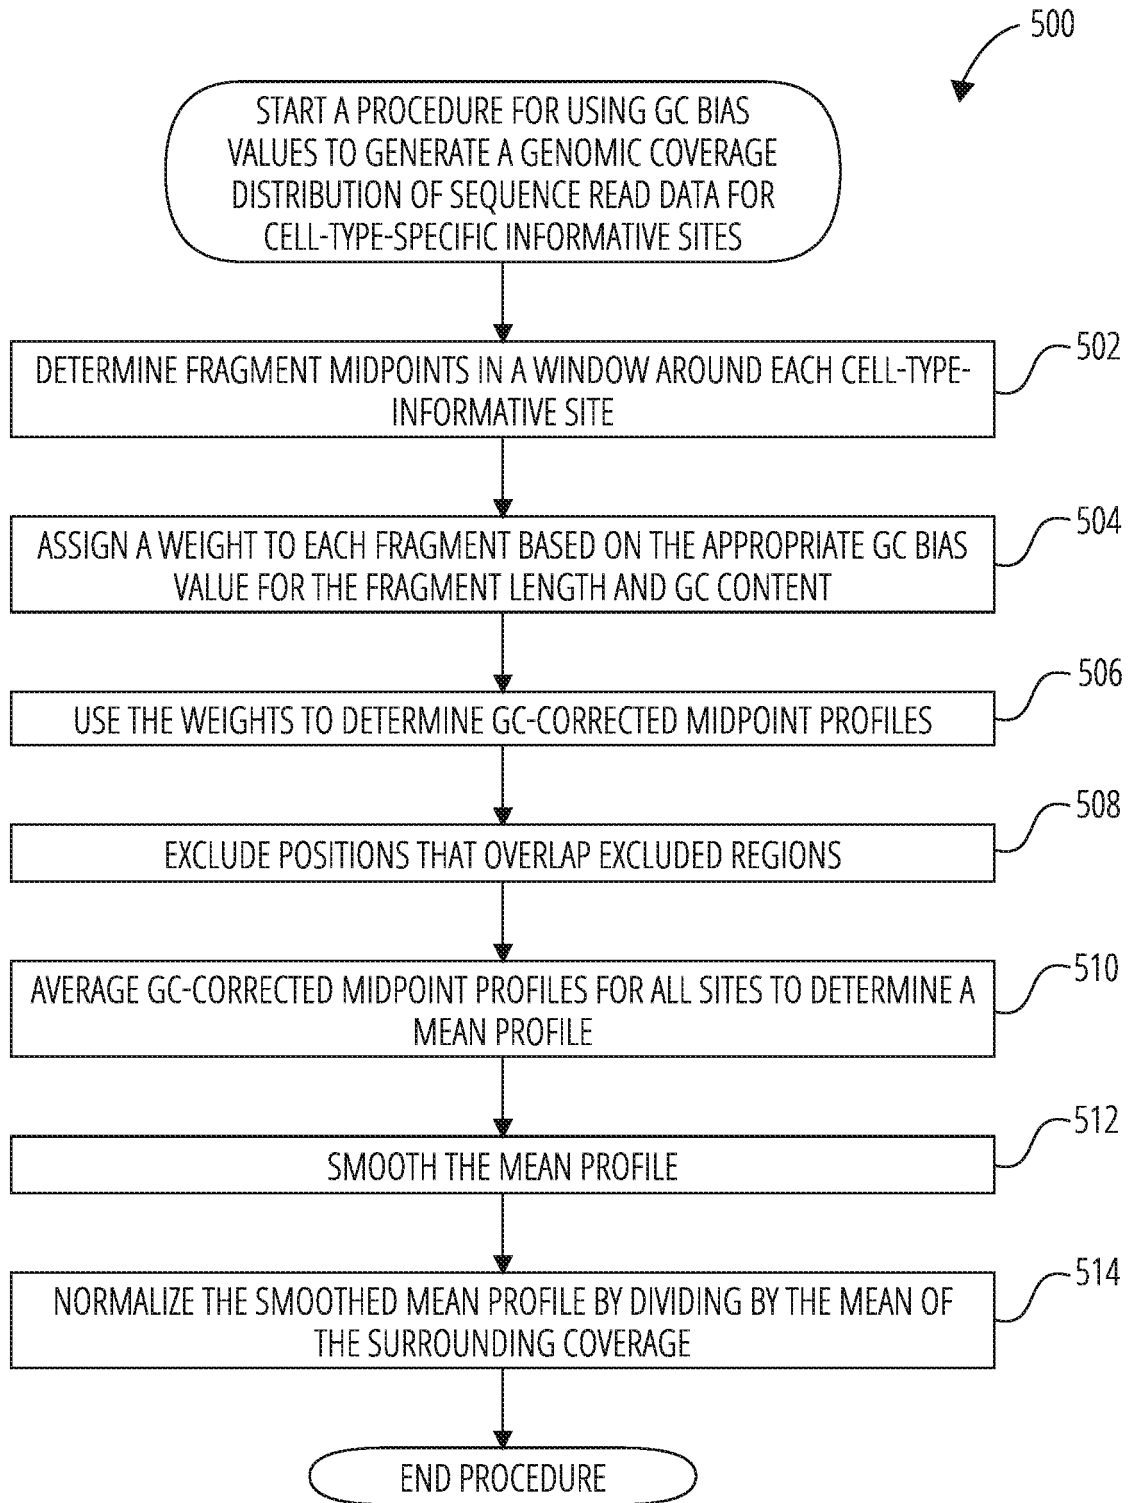 500
START A PROCEDURE FOR USING GC BIAS
VALUES TO GENERATE A GENOMIC COVERAGE
DISTRIBUTION OF SEQUENCE READ DATA FOR
CELL-TYPE-SPECIFIC INFORMATIVE SITES
502
DETERMINE FRAGMENT MIDPOINTS IN A WINDOW AROUND EACH CELL-TYPE-
INFORMATIVE SITE
504
ASSIGN A WEIGHT TO EACH FRAGMENT BASED ON THE APPROPRIATE GC BIAS
VALUE FOR THE FRAGMENT LENGTH AND GC CONTENT
506
USE THE WEIGHTS TO DETERMINE GC-CORRECTED MIDPOINT PROFILES
508
EXCLUDE POSITIONS THAT OVERLAP EXCLUDED REGIONS
510
AVERAGE GC-CORRECTED MIDPOINT PROFILES FOR ALL SITES TO DETERMINE A
MEAN PROFILE
512
SMOOTH THE MEAN PROFILE
514
NORMALIZE THE SMOOTHED MEAN PROFILE BY DIVIDING BY THE MEAN OF
THE SURROUNDING COVERAGE
END PROCEDURE